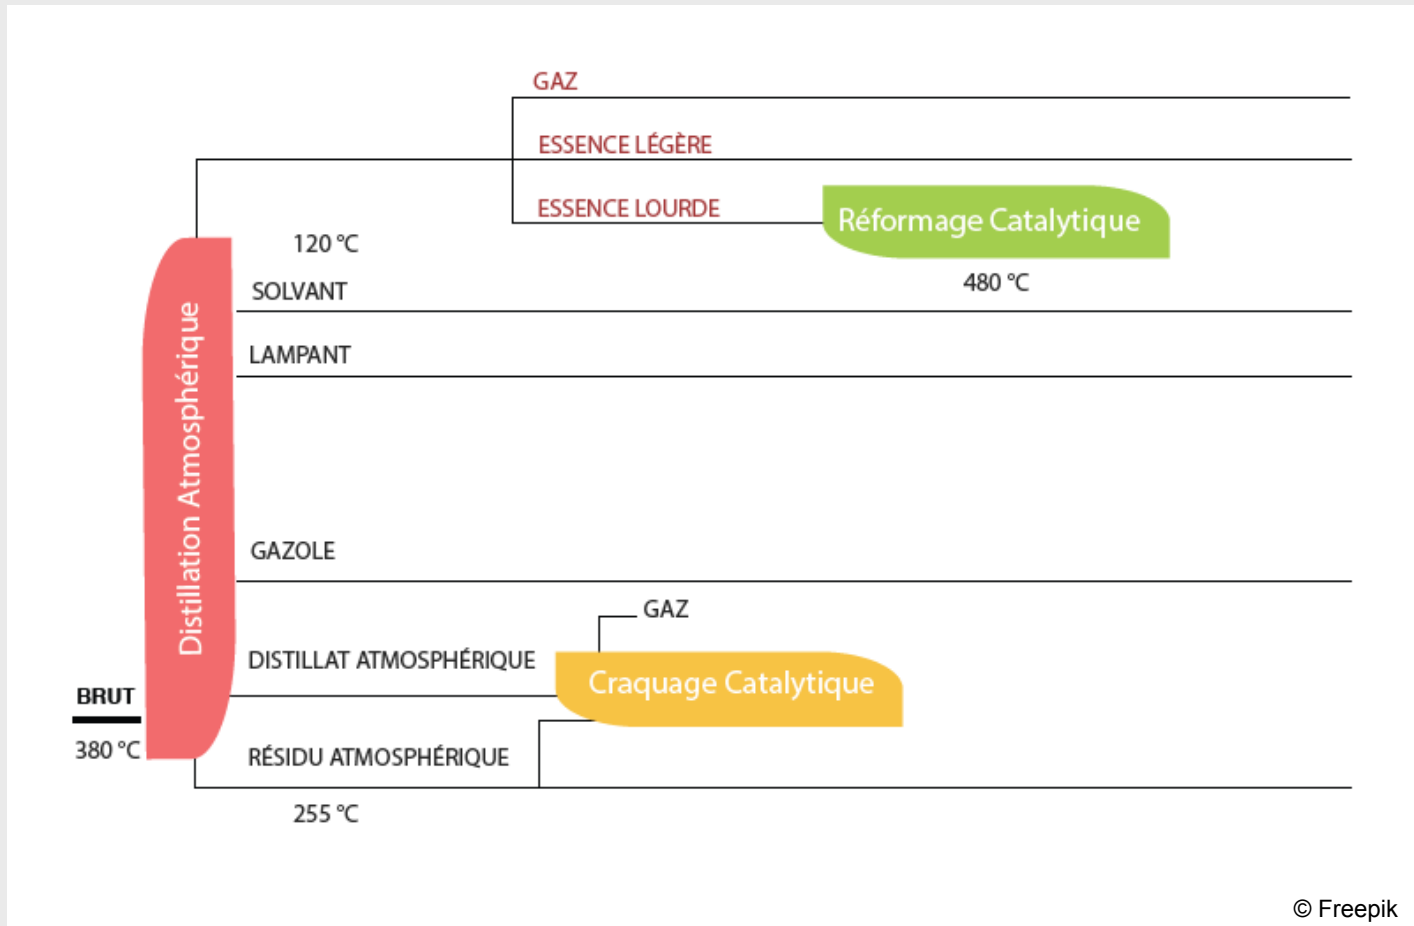 GAZ
ESSENCE LÉGÈRE
ESSENCE LOURDE
Réformage Catalytique
120 °C
480 °C
SOLVANT
LAMPANT
Distillation Atmosphérique
GAZOLE
GAZ
DISTILLAT ATMOSPHÉRIQUE
Craquage Catalytique
BRUT
380 °C
RÉSIDU ATMOSPHÉRIQUE
255 °C
© Freepik